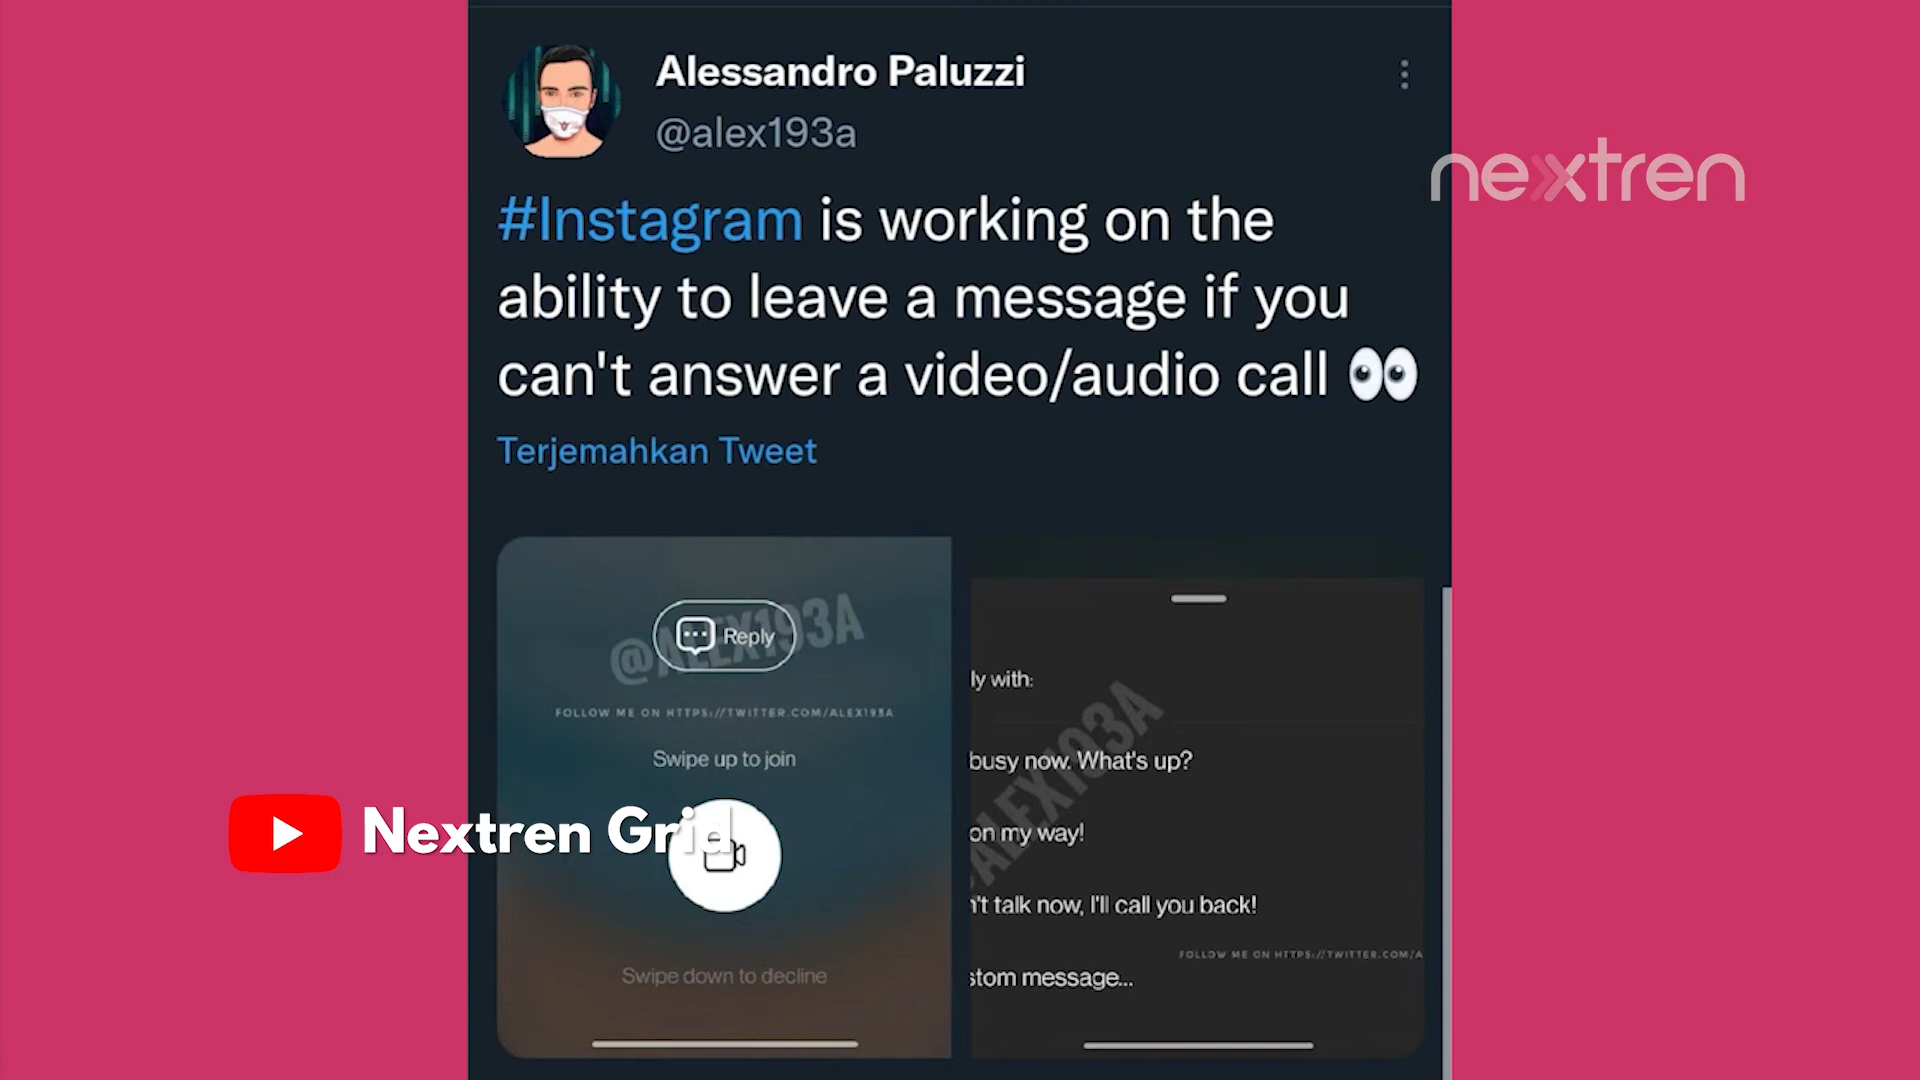 Alessandro Paluzzi
@alex193a
nextren
#Instagram is working on the
ability to leave a message if you
can't answer a video/audio call 👀
Terjemahkan Tweet
@ALEX193A
Reply
FOLLOW ME ON HTTPS://TWITTER.COM/ALEX193A
Swipe up to join
Swipe down to decline
Nextren Grid
ly with:
busy now. What's up?
on my way!
n't talk now, I'll call you back!
FOLLOW ME ON HTTPS://TWITTER.COM/A
stom message...
ALEX193A